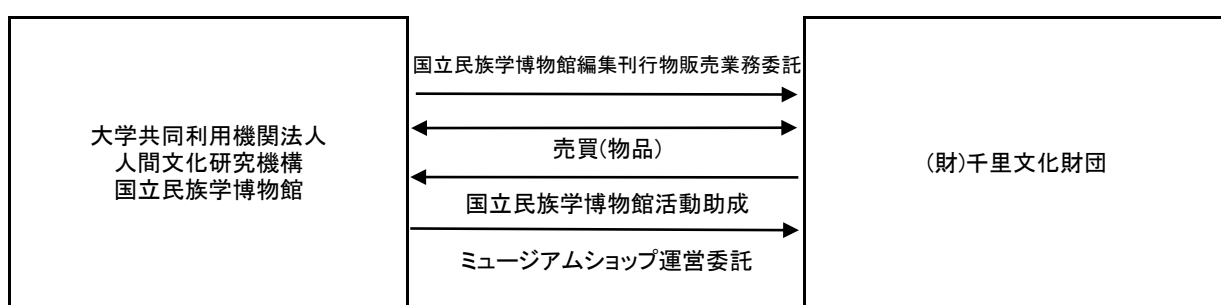 大学共同利用機関法人
人間文化研究機構
国立民族学博物館
国立民族学博物館編集刊行物販売業務委託
売買(物品)
国立民族学博物館活動助成
ミュージアムショップ運営委託
(財)千里文化財団